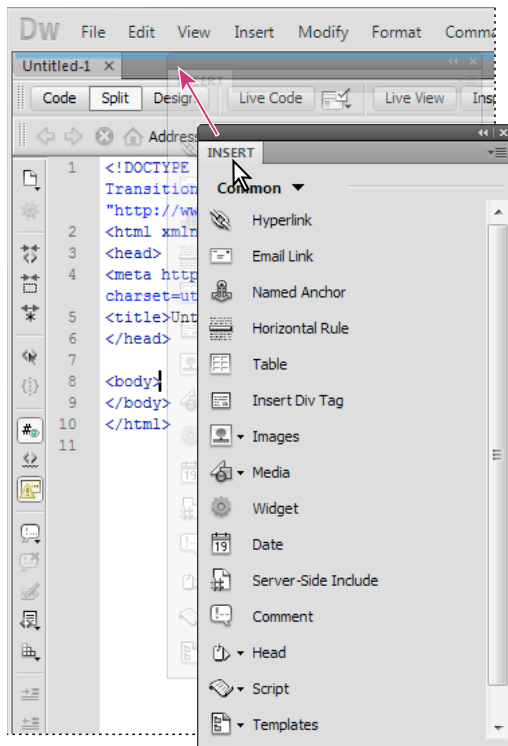 Dw File Edit View Insert Modify Format Comma
Untitled-1 ×
Code Split Design Live Code Live View Insp
Address
INSERT
INSERT
Common
1 <!DOCTYPE
Transition
"http://ww
2 <html xmln
3 <head>
4 <meta http
charset=ut
5 <title>Unt
6 </head>
7
8 <body>
9 </body>
10 </html>
11
Hyperlink
Email Link
Named Anchor
Horizontal Rule
Table
Insert Div Tag
Images
Media
Widget
19 Date
Server-Side Include
Comment
Head
Script
Templates